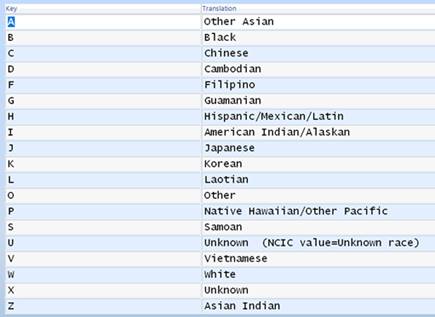 Key Translation
A Other Asian
B Black
C Chinese
D Cambodian
F Filipino
G Guamanian
H Hispanic/Mexican/Latin
I American Indian/Alaskan
J Japanese
K Korean
L Laotian
O Other
P Native Hawaiian/Other Pacific
S Samoan
U Unknown (NCIC value=Unknown race)
V Vietnamese
W White
X Unknown
Z Asian Indian